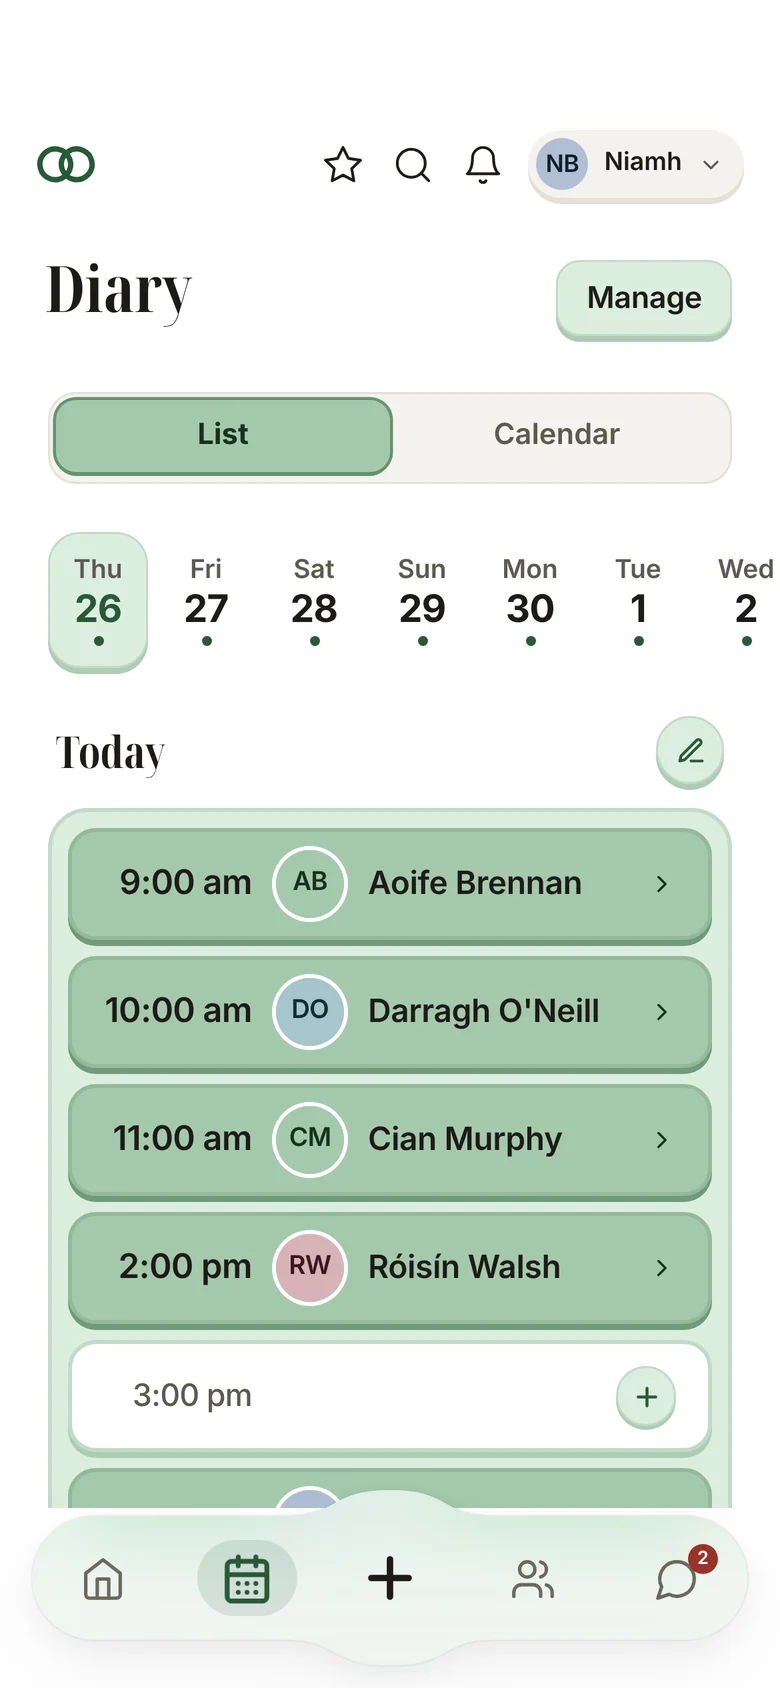 NB Niamh
Diary
Manage
List Calendar
Thu Fri Sat Sun Mon Tue Wed
26 27 28 29 30 1 2
Today
9:00 am AB Aoife Brennan
10:00 am DO Darragh O'Neill
11:00 am CM Cian Murphy
2:00 pm RW Róisín Walsh
3:00 pm
2